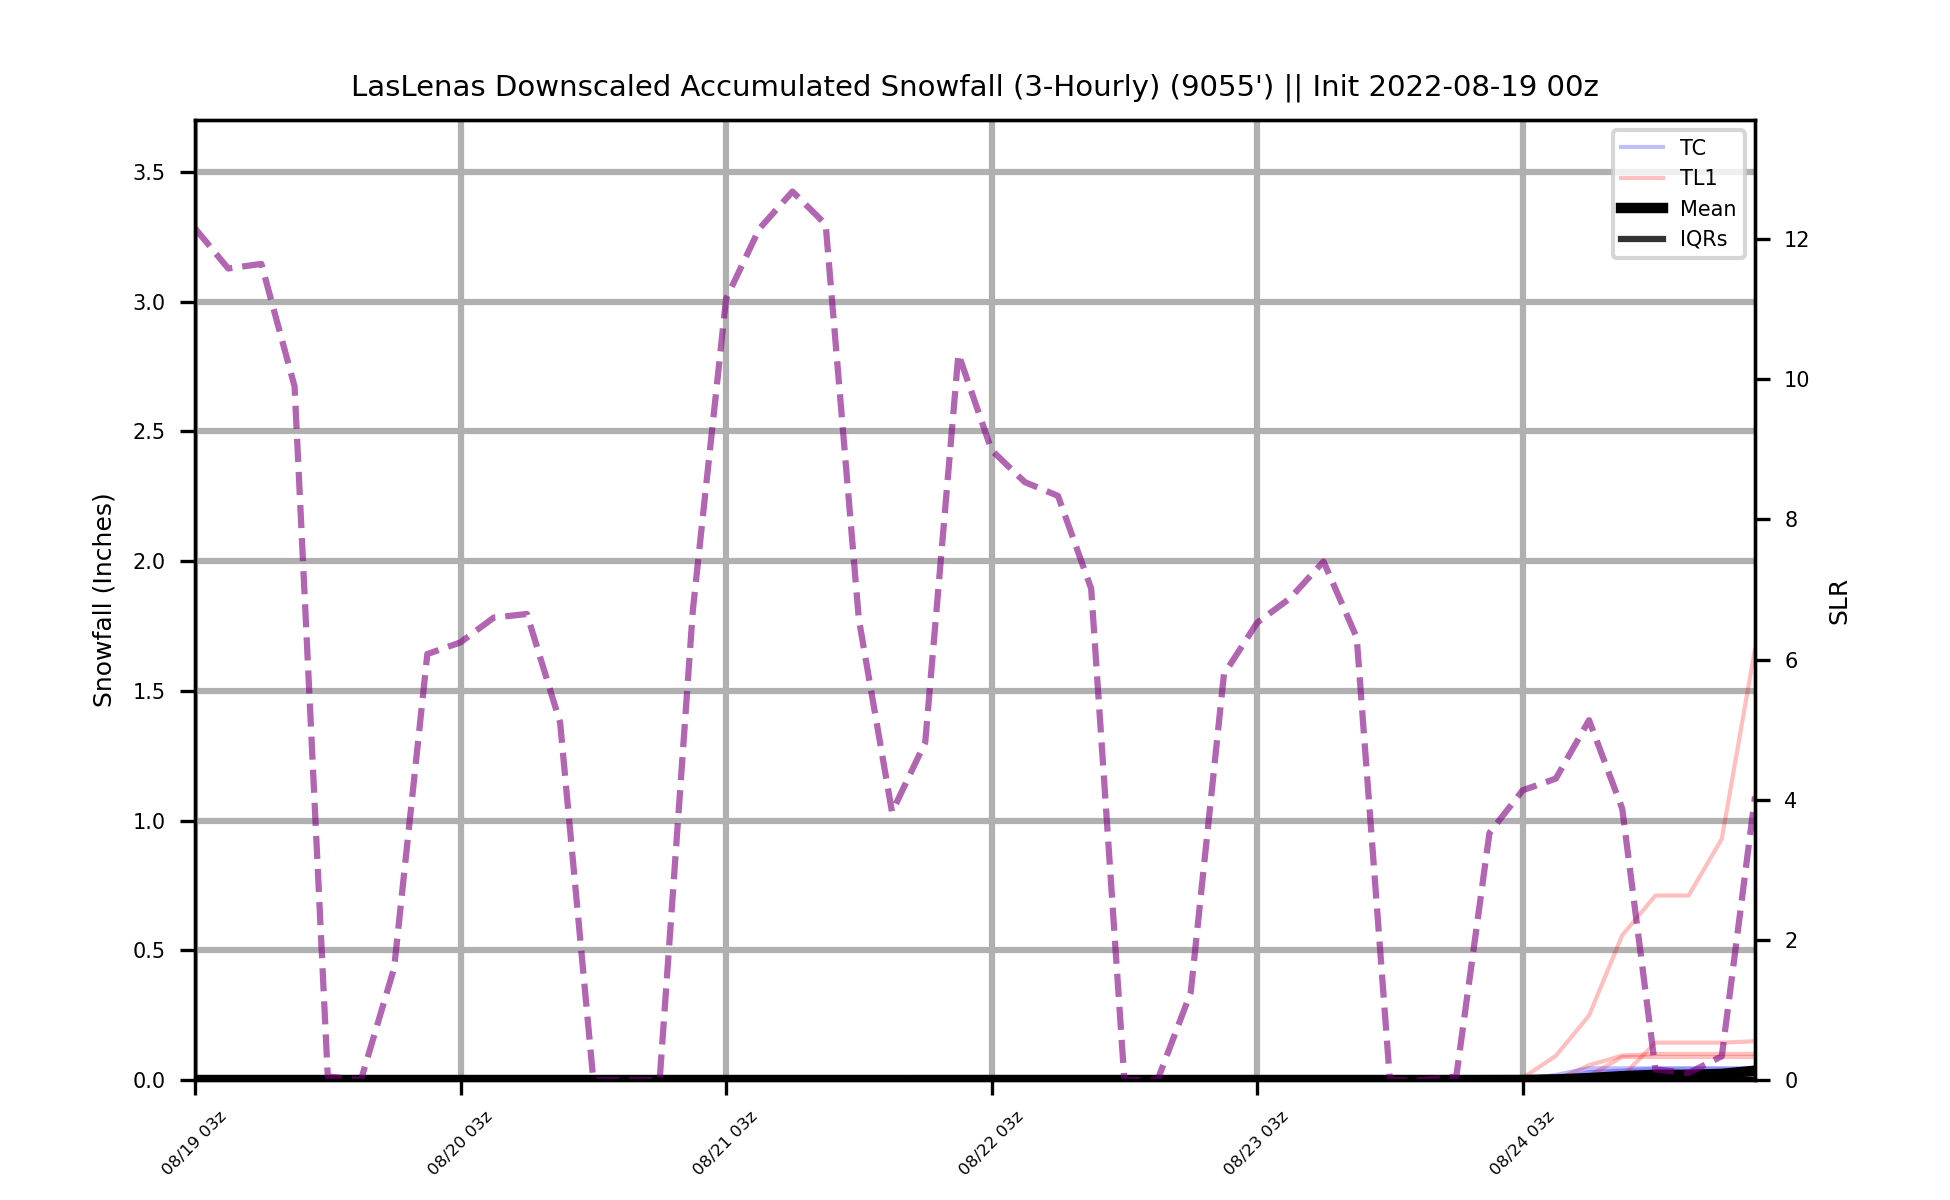 LasLenas Downscaled Accumulated Snowfall (3-Hourly) (9055') || Init 2022-08-19 00z
TC
TL1
Mean
IQRs
Snowfall (Inches)
3.5
3.0
2.5
2.0
1.5
1.0
0.5
0.0
12
10
8
6
4
2
0
SLR
08/19 03z
08/20 03z
08/21 03z
08/22 03z
08/23 03z
08/24 03z